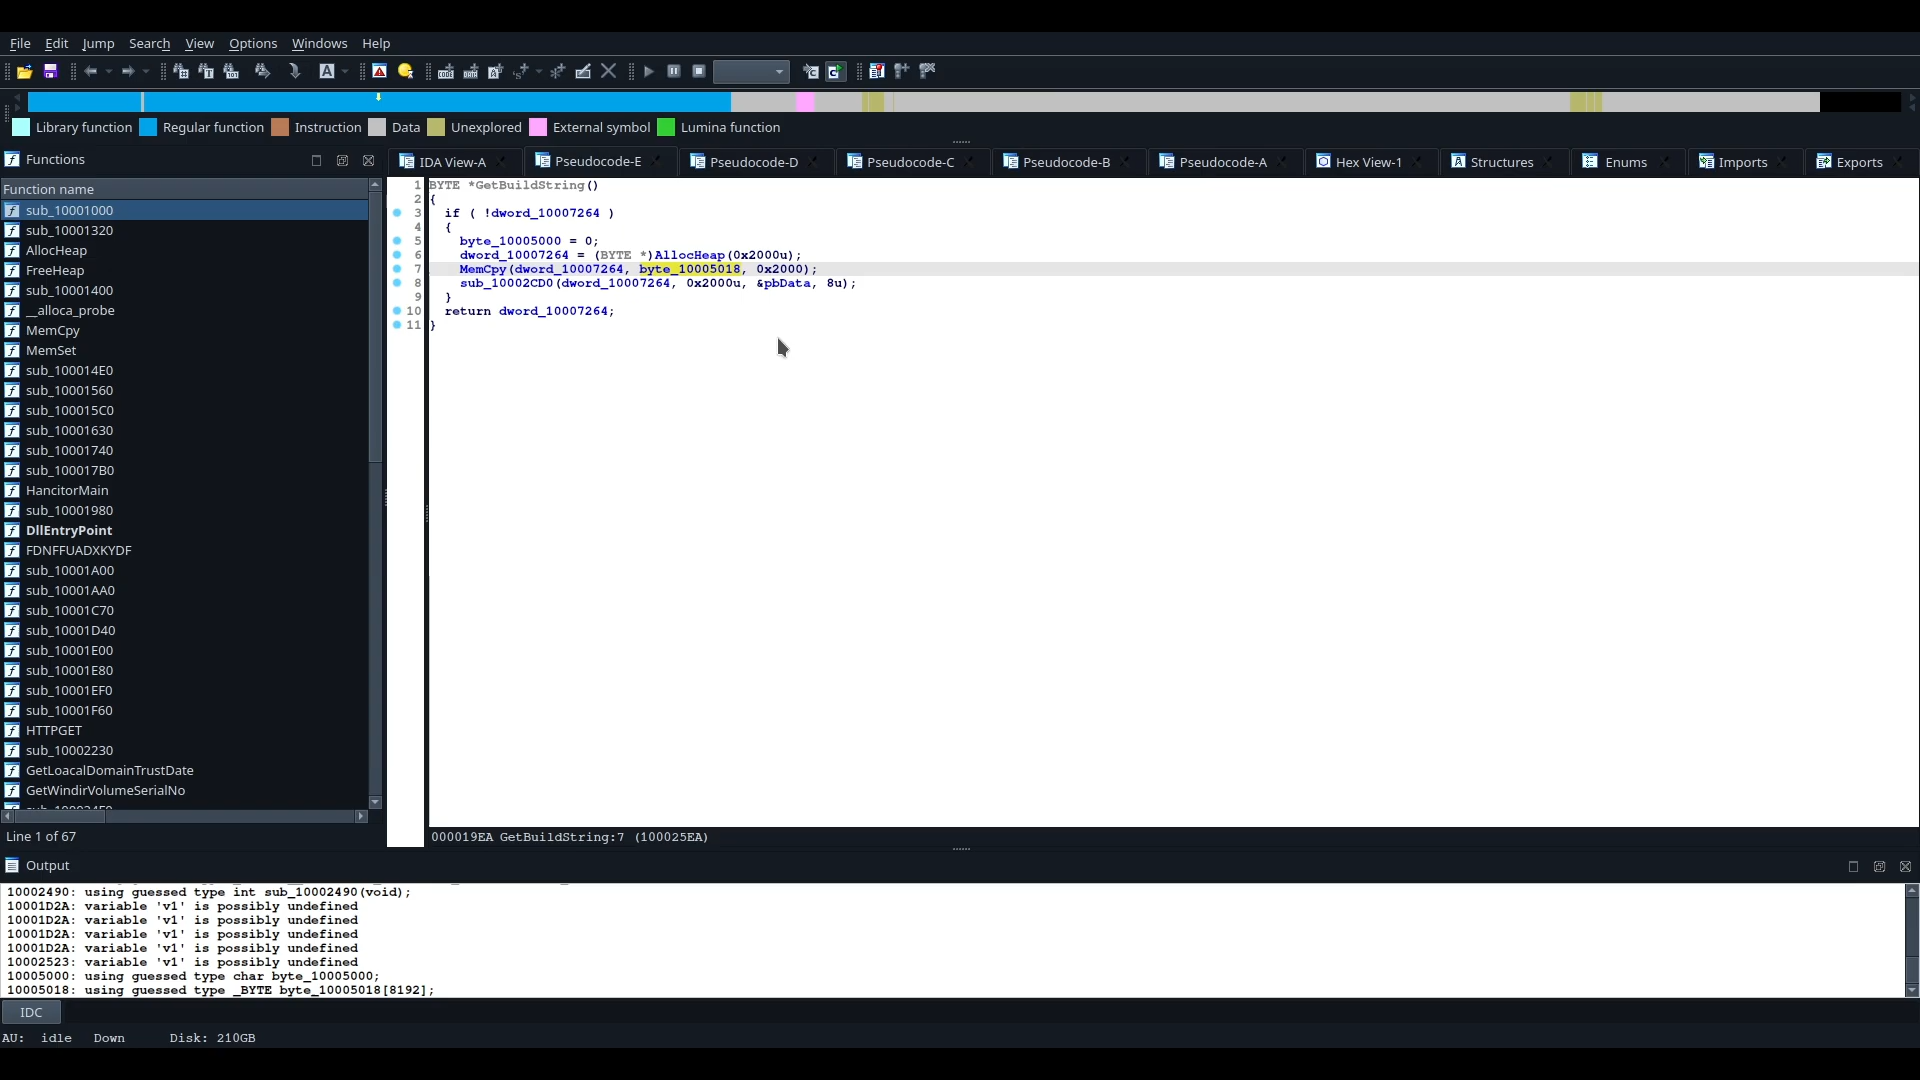 File Edit Jump Search View Options Windows Help
Library function Regular function Instruction Data Unexplored External symbol Lumina function
Functions
IDA View-A Pseudocode-E Pseudocode-D Pseudocode-C Pseudocode-B Pseudocode-A Hex View-1 Structures Enums Imports Exports
Function name
sub_10001000
sub_10001320
AllocHeap
FreeHeap
sub_10001400
__alloca_probe
MemCpy
MemSet
sub_100014E0
sub_10001560
sub_100015C0
sub_10001630
sub_10001740
sub_100017B0
HancitorMain
sub_10001980
DllEntryPoint
FDNFFUADXKYDF
sub_10001A00
sub_10001AA0
sub_10001C70
sub_10001D40
sub_10001E00
sub_10001E80
sub_10001EF0
sub_10001F60
HTTPGET
sub_10002230
GetLoacalDomainTrustDate
GetWindirVolumeSerialNo
Line 1 of 67
1 BYTE *GetBuildString()
2 {
3 if ( !dword_10007264 )
4 {
5 byte_10005000 = 0;
6 dword_10007264 = (BYTE *)AllocHeap(0x2000u);
7 MemCpy(dword_10007264, byte_10005018, 0x2000);
8 sub_10002CD0(dword_10007264, 0x2000u, &pbData, 8u);
9 }
10 return dword_10007264;
11 }
000019EA GetBuildString:7 (100025EA)
Output
10002490: using guessed type int sub_10002490(void);
10001D2A: variable 'v1' is possibly undefined
10001D2A: variable 'v1' is possibly undefined
10001D2A: variable 'v1' is possibly undefined
10001D2A: variable 'v1' is possibly undefined
10002523: variable 'v1' is possibly undefined
10005000: using guessed type char byte_10005000;
10005018: using guessed type _BYTE byte_10005018[8192];
IDC
AU: idle Down Disk: 210GB